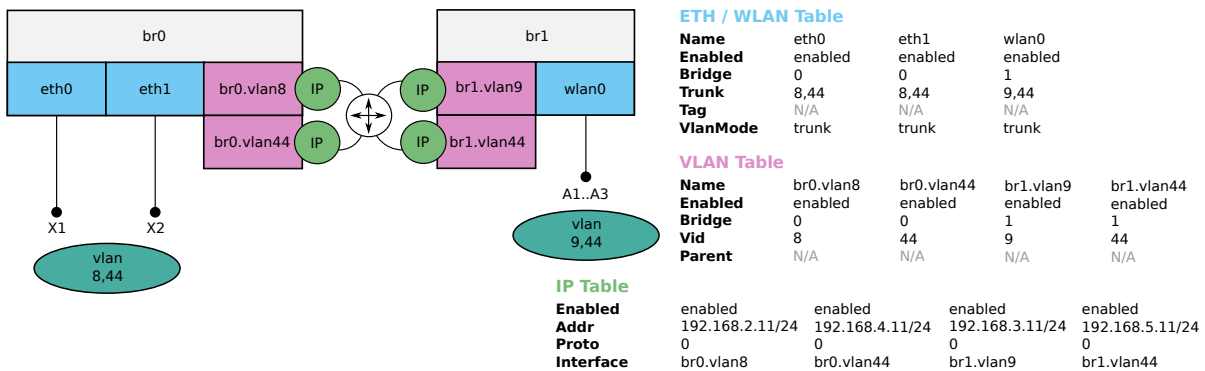 br0
eth0 eth1 br0.vlan8 IP
br0.vlan44 IP
X1 X2
vlan
8,44
br1
IP br1.vlan9 wlan0
IP br1.vlan44
A1..A3
vlan
9,44
ETH / WLAN Table
Name eth0 eth1 wlan0
Enabled enabled enabled enabled
Bridge 0 0 1
Trunk 8,44 8,44 9,44
Tag N/A N/A N/A
VlanMode trunk trunk trunk
VLAN Table
Name br0.vlan8 br0.vlan44 br1.vlan9 br1.vlan44
Enabled enabled enabled enabled enabled
Bridge 0 0 1 1
Vid 8 44 9 44
Parent N/A N/A N/A N/A
IP Table
Enabled enabled enabled enabled enabled
Addr 192.168.2.11/24 192.168.4.11/24 192.168.3.11/24 192.168.5.11/24
Proto 0 0 0 0
Interface br0.vlan8 br0.vlan44 br1.vlan9 br1.vlan44